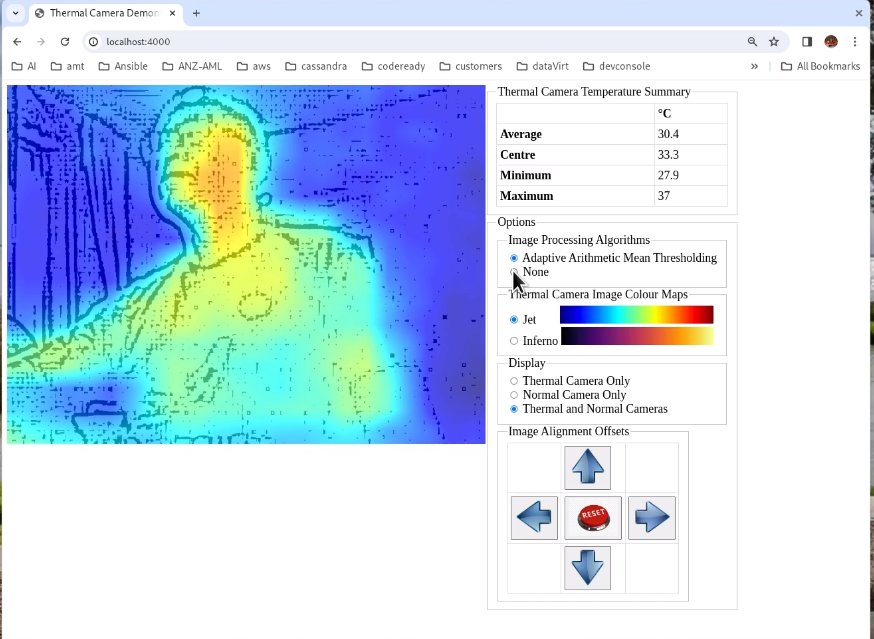 Thermal Camera Demon
localhost:4000
AI
amt
Ansible
ANZ-AML
aws
cassandra
codeready
customers
dataVirt
devconsole
»
All Bookmarks
Thermal Camera Temperature Summary
°C
Average 30.4
Centre 33.3
Minimum 27.9
Maximum 37
Options
Image Processing Algorithms
Adaptive Arithmetic Mean Thresholding
None
Thermal Camera Image Colour Maps
Jet
Inferno
Display
Thermal Camera Only
Normal Camera Only
Thermal and Normal Cameras
Image Alignment Offsets
RESET